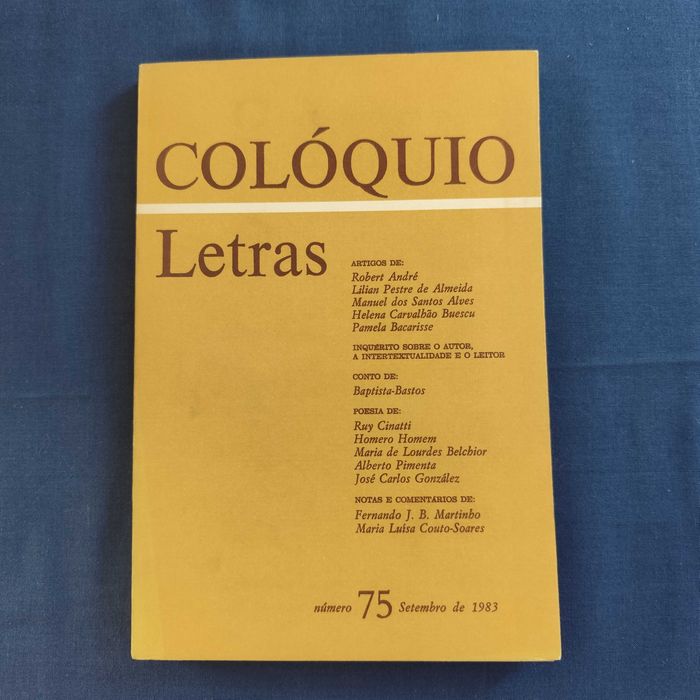 COLÓQUIO
Letras
ARTIGOS DE:
Robert André
Lilian Pestre de Almeida
Manuel dos Santos Alves
Helena Carvalhão Buescu
Pamela Bacarisse
INQUÉRITO SOBRE O AUTOR,
A INTERTEXTUALIDADE E O LEITOR
CONTO DE:
Baptista-Bastos
POESIA DE:
Ruy Cinatti
Homero Homem
Maria de Lourdes Belchior
Alberto Pimenta
José Carlos González
NOTAS E COMENTÁRIOS DE:
Fernando J. B. Martinho
Maria Luísa Couto-Soares
número 75 Setembro de 1983